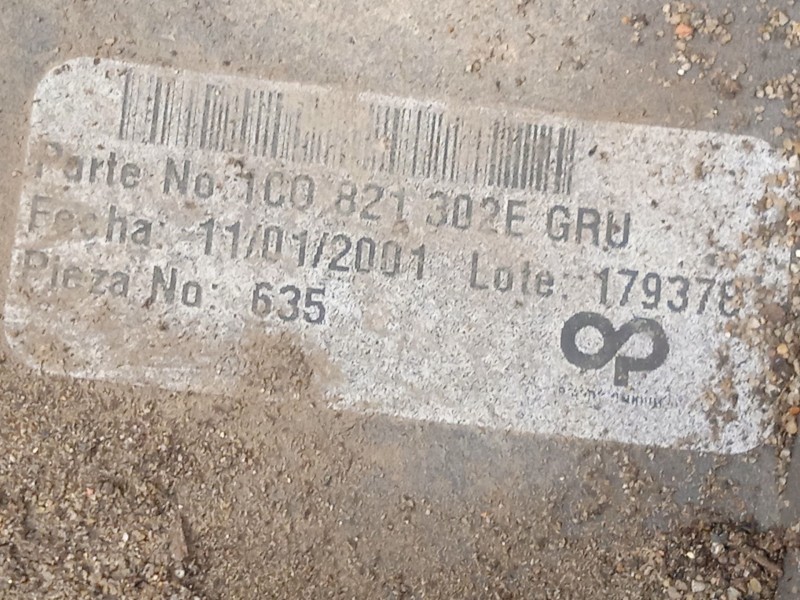 Parte No 1C0 821 302E GRU
Fecha: 11/01/2001 Lote: 179378
Pieza No: 635